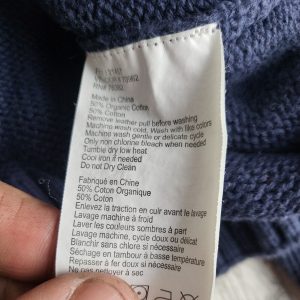 Made in China
50% Organic Cotton
50% Cotton
Remove leather pull before washing
Machine wash cold. Wash with like colors
Machine wash gentle or delicate cycle
Only non chlorine bleach when needed
Tumble dry low heat
Cool iron if needed
Do not Dry Clean
Fabriqué en Chine
50% Coton Organique
50% Coton
Enlevez la traction en cuir avant le lavage
Lavage machine à froid
Laver les couleurs sombres à part
Lavage machine, cycle doux ou délicat
Blanchir sans chlore si nécessaire
Séchage en tambour à basse température
Repasser à fer doux si nécessaire
Ne pas nettoyer à sec